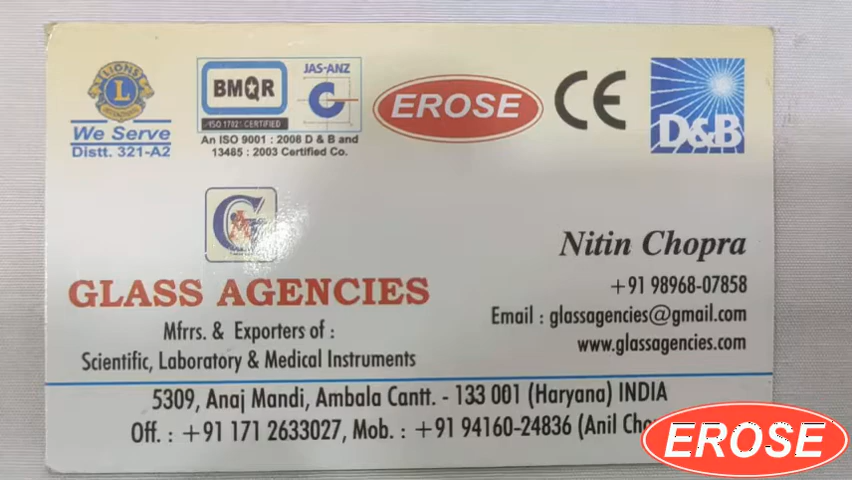 LIONS
L
We Serve
Distt. 321-A2
BMQR
CERTIFIED
JAS-ANZ
An ISO 9001 : 2008 D & B and
13485 : 2003 Certified Co.
EROSE
CE
D&B
Nitin Chopra
+91 98968-07858
Email : glassagencies@gmail.com
www.glassagencies.com
GLASS AGENCIES
Mfrrs. & Exporters of :
Scientific, Laboratory & Medical Instruments
5309, Anaj Mandi, Ambala Cantt. - 133 001 (Haryana) INDIA
Off. : +91 171 2633027, Mob. : +91 94160-24836 (Anil
EROSE